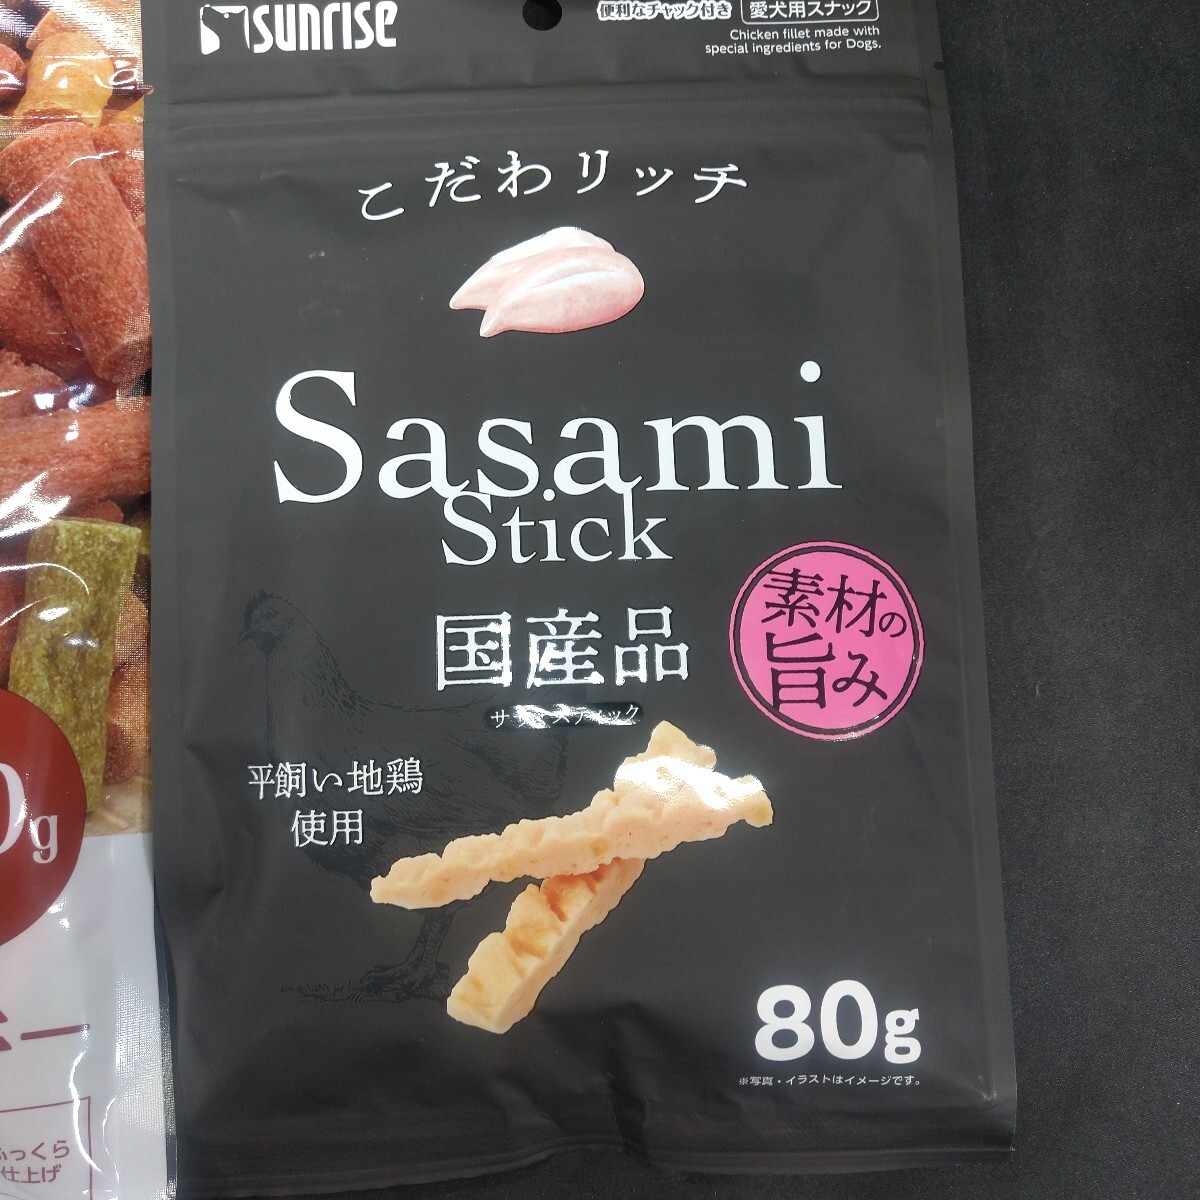 sunrise
便利なチャック付き
愛犬用スナック
Chicken fillet made with
special ingredients for Dogs.
こだわリッチ
Sasami
Stick
国産品
素材の
旨み
平飼い地鶏
使用
80g
※写真・イラストはイメージです。
0g
ー
ふっくら
仕上げ